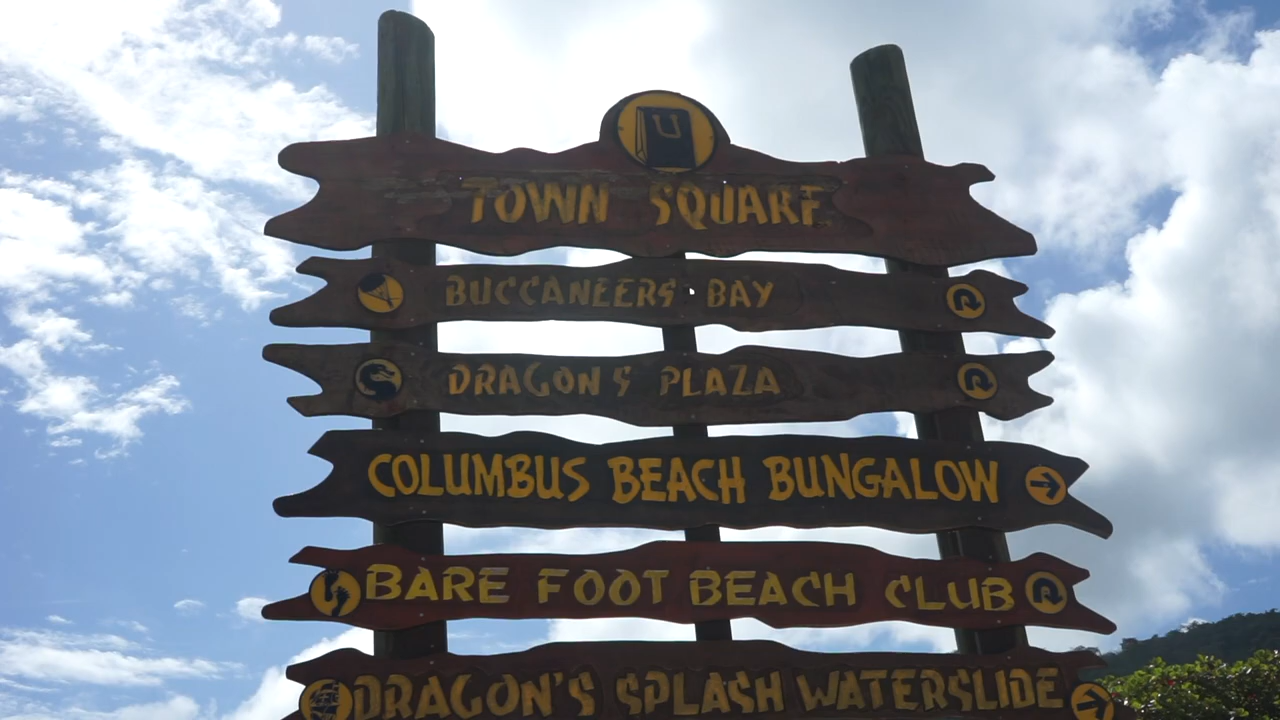 U
TOWN SQUARE
BUCCANEERS BAY
DRAGON'S PLAZA
COLUMBUS BEACH BUNGALOW
BARE FOOT BEACH CLUB
DRAGON'S SPLASH WATERSLIDE